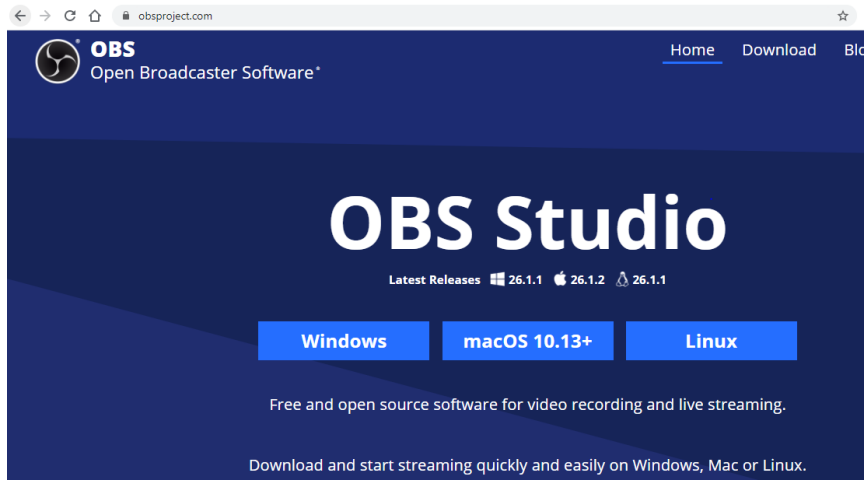 obsproject.com
OBS
Open Broadcaster Software®
Home Download Blo
OBS Studio
Latest Releases 26.1.1 26.1.2 26.1.1
Windows macOS 10.13+ Linux
Free and open source software for video recording and live streaming.
Download and start streaming quickly and easily on Windows, Mac or Linux.